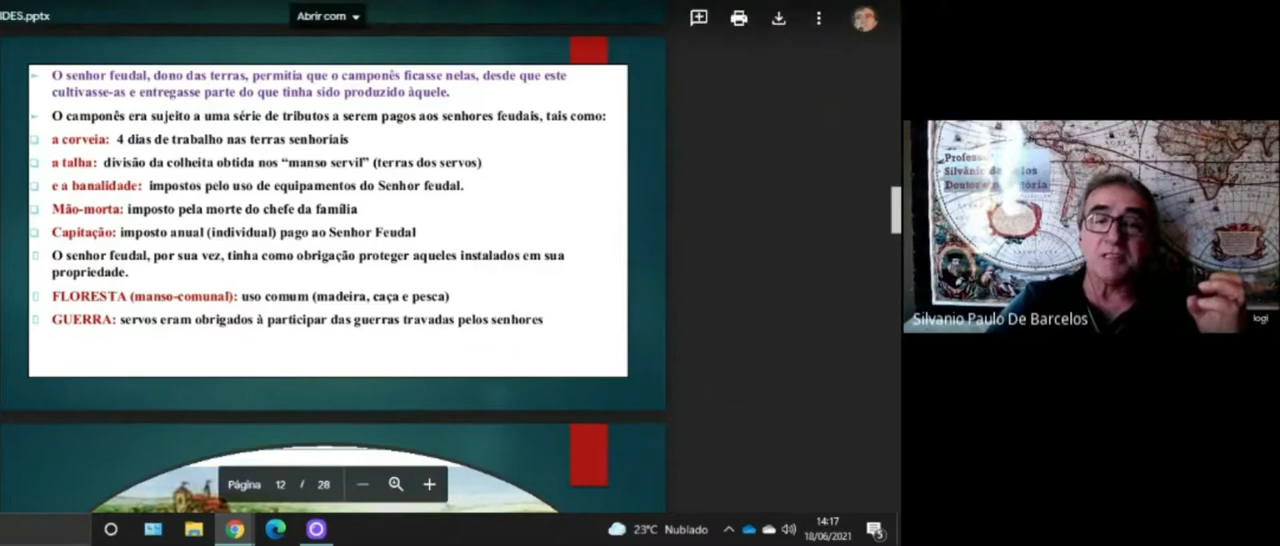 IDES.pptx
Abrir com
O senhor feudal, dono das terras, permitia que o camponês ficasse nelas, desde que este
cultivasse-as e entregasse parte do que tinha sido produzido àquele.
O camponês era sujeito a uma série de tributos a serem pagos aos senhores feudais, tais como:
a corveia: 4 dias de trabalho nas terras senhoriais
a talha: divisão da colheita obtida nos “manso servil” (terras dos servos)
e a banalidade: impostos pelo uso de equipamentos do Senhor feudal.
Mão-morta: imposto pela morte do chefe da família
Capitação: imposto anual (individual) pago ao Senhor Feudal
O senhor feudal, por sua vez, tinha como obrigação proteger aqueles instalados em sua
propriedade.
FLORESTA (manso-comunal): uso comum (madeira, caça e pesca)
GUERRA: servos eram obrigados à participar das guerras travadas pelos senhores
Página 12 / 28
23°C Nublado
14:17
18/06/2021
5
Silvanio Paulo De Barcelos
logi